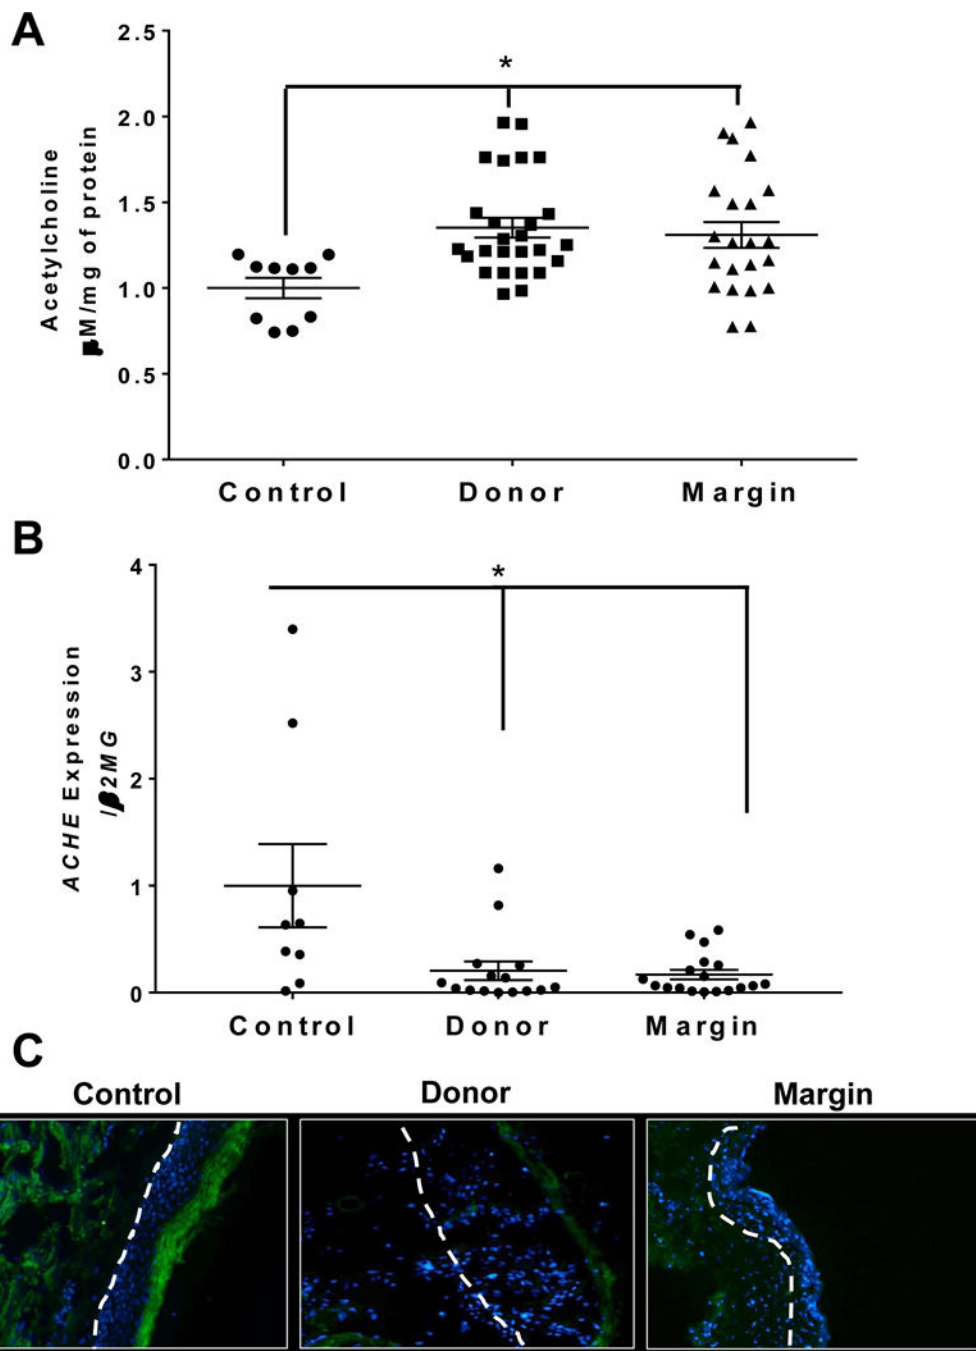 A
2.5
2.0
1.5
1.0
0.5
0.0
Acetylcholine
μM/mg of protein
*
Control Donor Margin
B
4
3
2
1
0
ACHE Expression
/β2MG
*
Control Donor Margin
C
Control Donor Margin